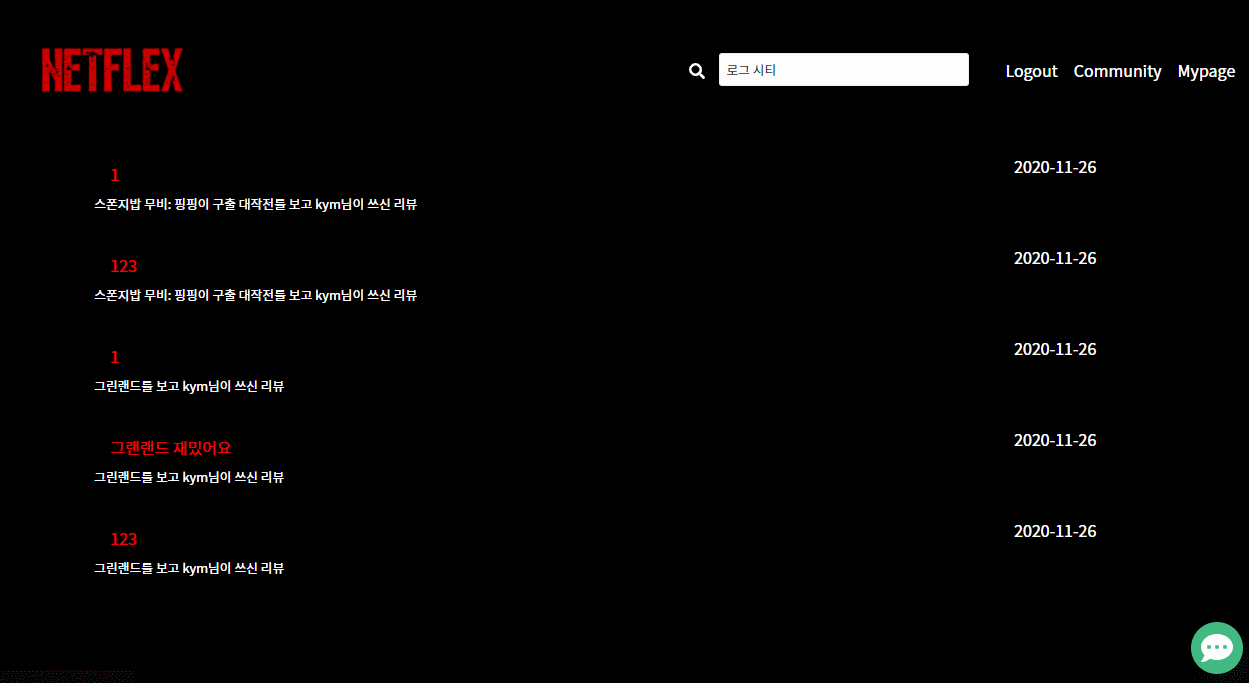 NETFLEX
로그 시티
Logout Community Mypage
1
2020-11-26
스폰지밥 무비: 핑핑이 구출 대작전를 보고 kym님이 쓰신 리뷰
123
2020-11-26
스폰지밥 무비: 핑핑이 구출 대작전를 보고 kym님이 쓰신 리뷰
1
2020-11-26
그린랜드를 보고 kym님이 쓰신 리뷰
그랜랜드 재밌어요
2020-11-26
그린랜드를 보고 kym님이 쓰신 리뷰
123
2020-11-26
그린랜드를 보고 kym님이 쓰신 리뷰